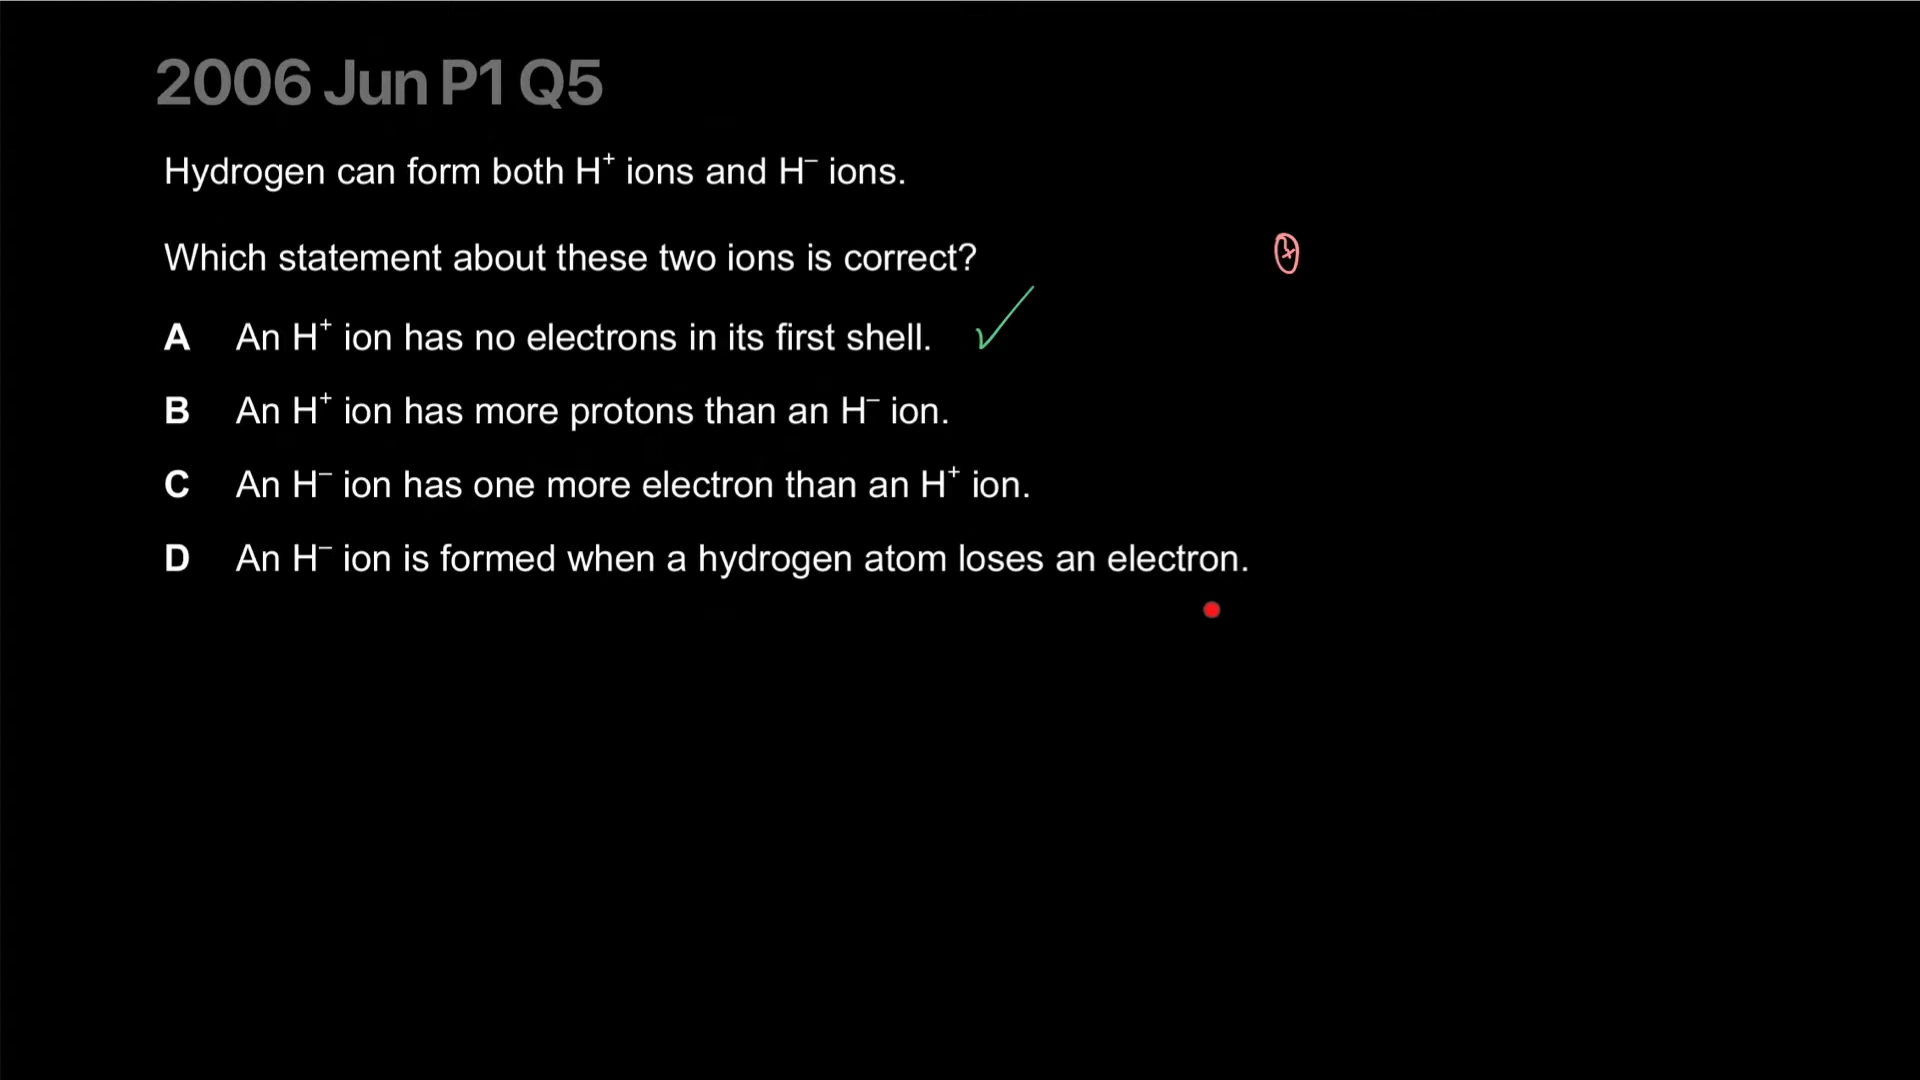 2006 Jun P1 Q5
Hydrogen can form both H⁺ ions and H⁻ ions.
Which statement about these two ions is correct?
A An H⁺ ion has no electrons in its first shell.
B An H⁺ ion has more protons than an H⁻ ion.
C An H⁻ ion has one more electron than an H⁺ ion.
D An H⁻ ion is formed when a hydrogen atom loses an electron.